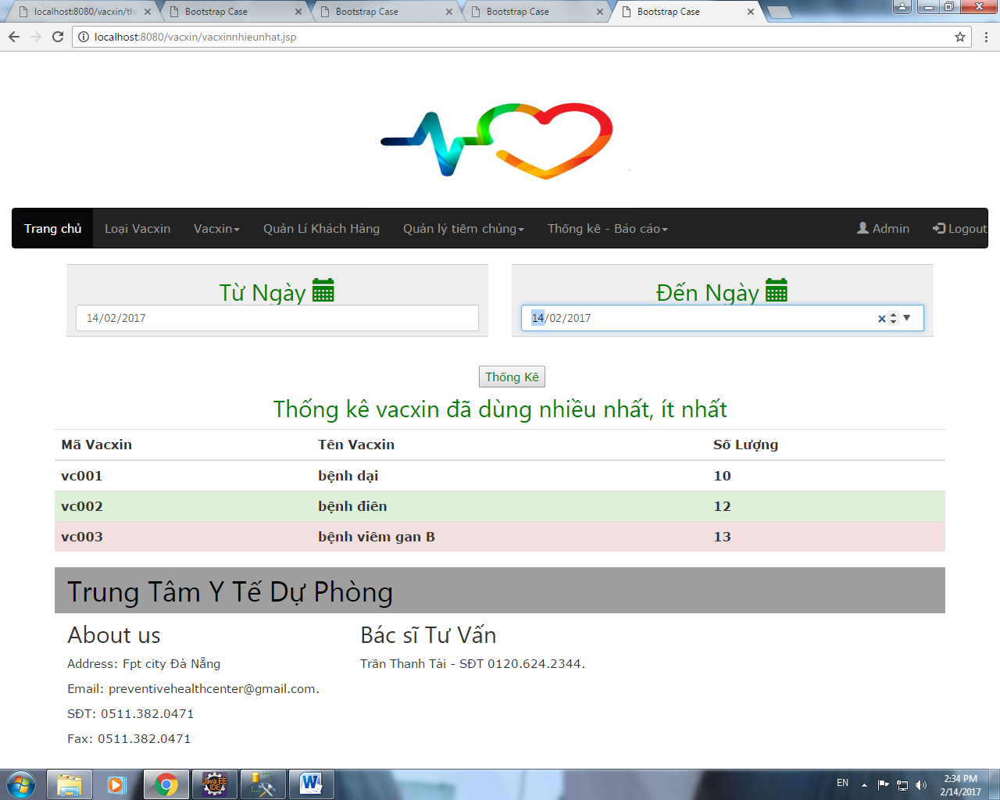 localhost:8080/vacxin/th
Bootstrap Case
Bootstrap Case
Bootstrap Case
Bootstrap Case
localhost:8080/vacxin/vacxinnhieunhat.jsp
Trang chủ Loại Vacxin Vacxin Quản Lí Khách Hàng Quản lý tiêm chủng Thống kê - Báo cáo Admin Logout
Từ Ngày
14/02/2017
Đến Ngày
14/02/2017
Thống Kê
Thống kê vacxin đã dùng nhiều nhất, ít nhất
Mã Vacxin Tên Vacxin Số Lượng
vc001 bệnh dại 10
vc002 bệnh điên 12
vc003 bệnh viêm gan B 13
Trung Tâm Y Tế Dự Phòng
About us
Address: Fpt city Đà Nẵng
Email: preventivehealthcenter@gmail.com.
SĐT: 0511.382.0471
Fax: 0511.382.0471
Bác sĩ Tư Vấn
Trần Thanh Tài - SĐT 0120.624.2344.
Java EE
IDE
W
EN
2:34 PM
2/14/2017